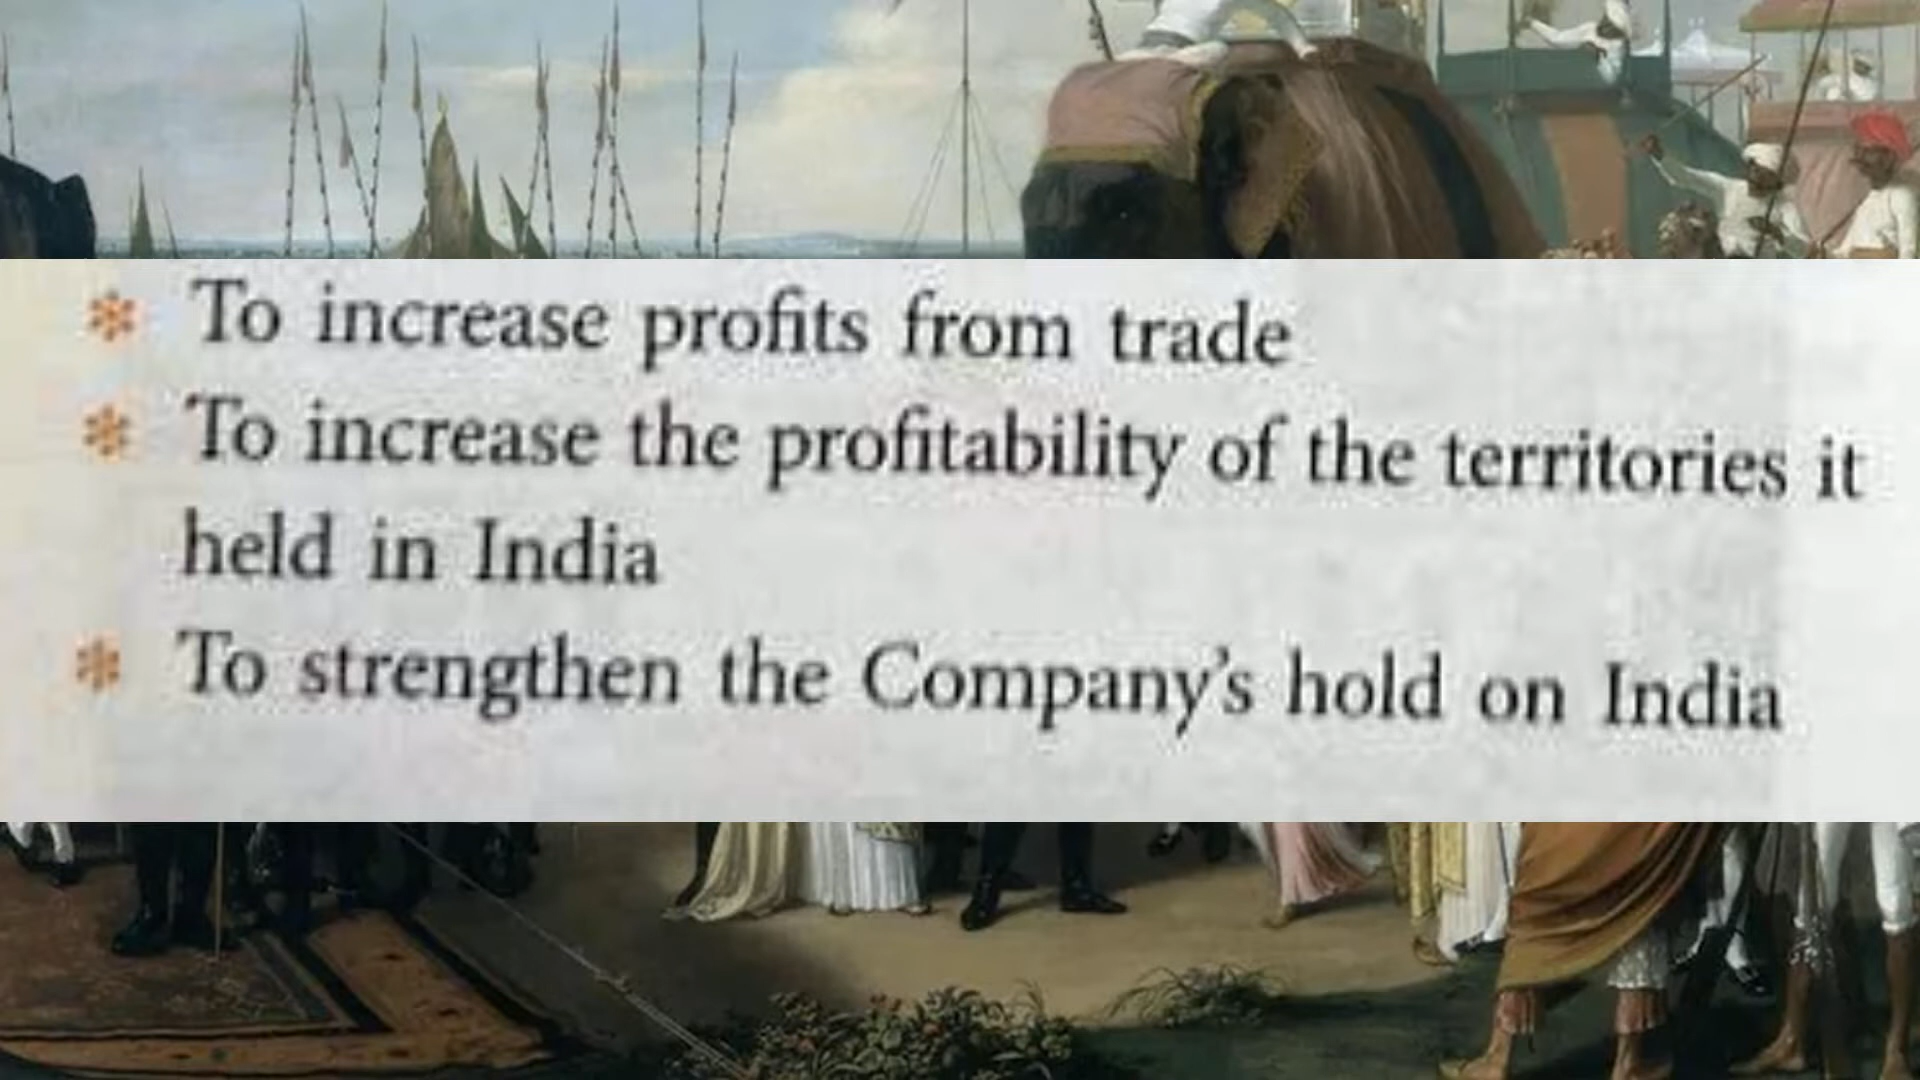 * To increase profits from trade
* To increase the profitability of the territories it
held in India
* To strengthen the Company's hold on India